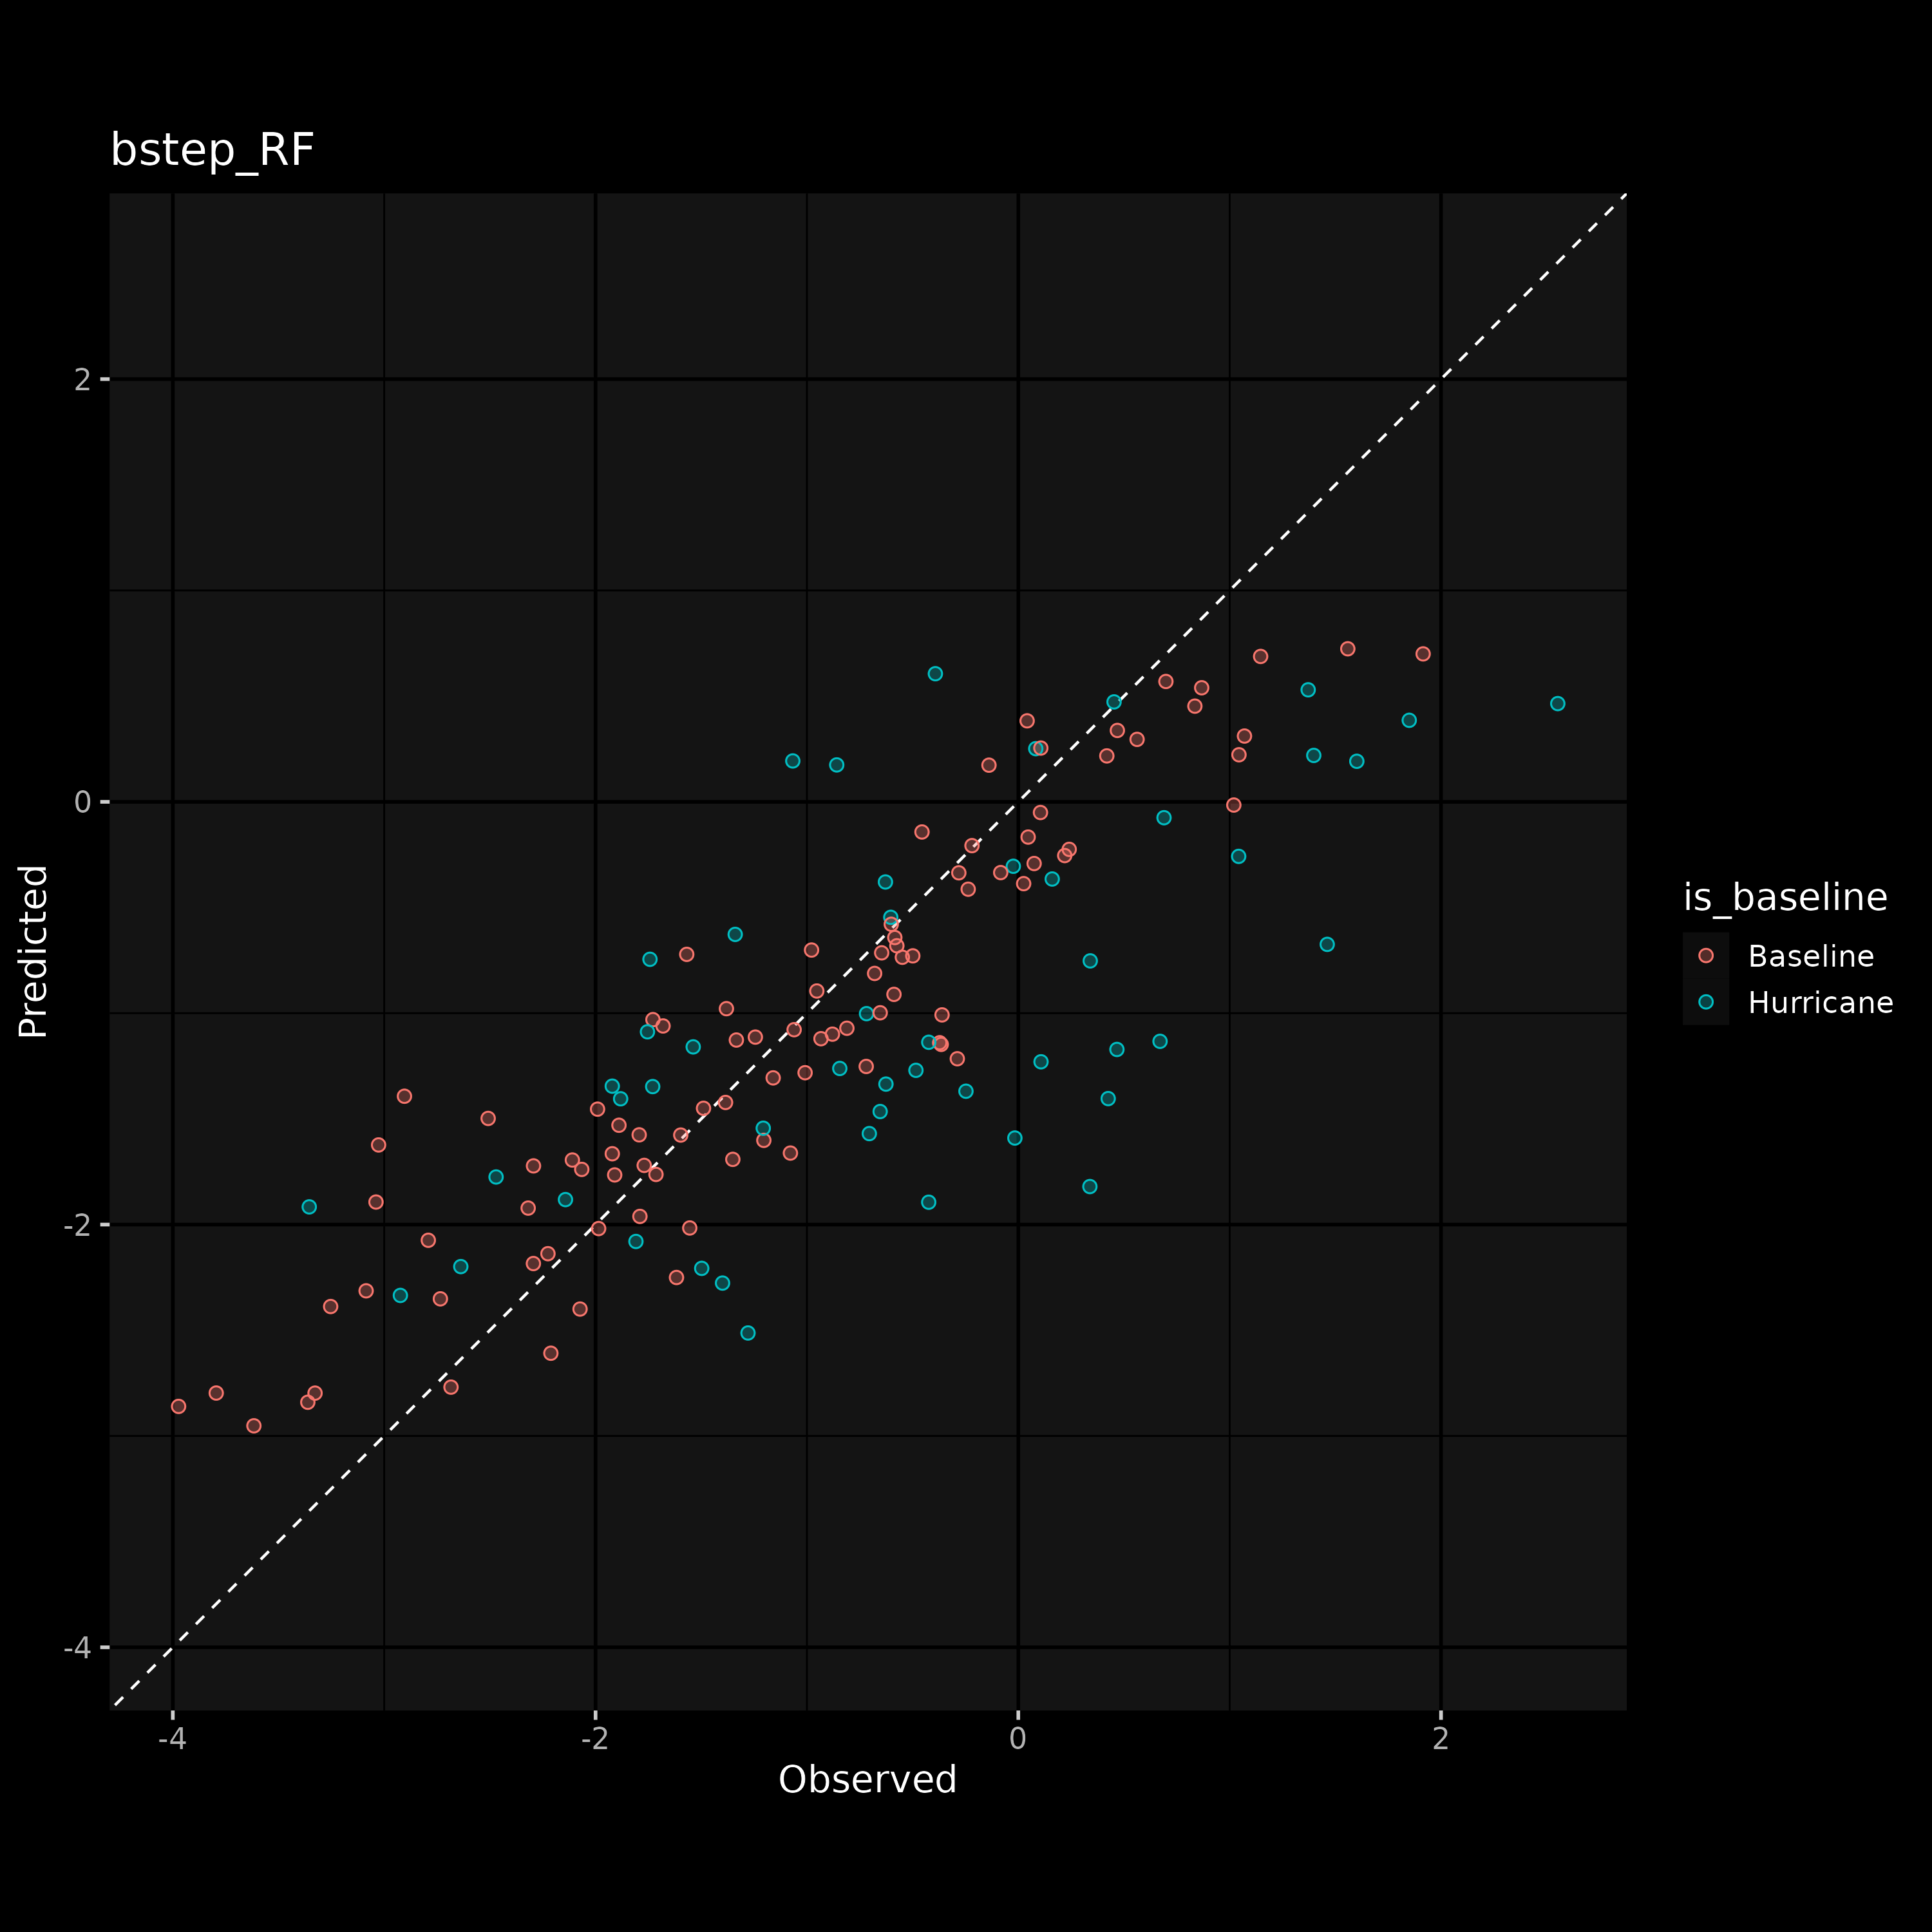 bstep_RF
2
0
-2
-4
Predicted
-4
-2
0
2
Observed
is_baseline
Baseline
Hurricane